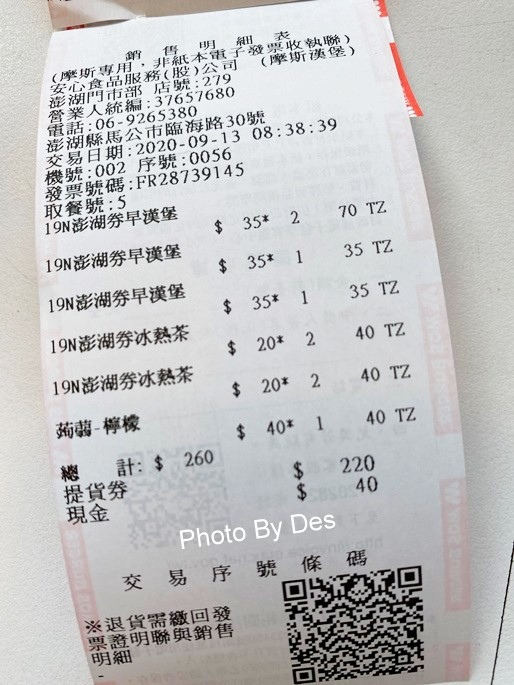 銷售明細表
(摩斯專用，非紙本電子發票收執聯)
安心食品服務(股)公司 (摩斯漢堡)
澎湖門市部 店號:279
營業人統編:37657680
電話:06-9265380
澎湖縣馬公市臨海路30號
交易日期:2020-09-13 08:38:39
機號:002 序號:0056
發票號碼:FR28739145
取餐號:5
19N澎湖券早漢堡 $ 35* 2 70 TZ
19N澎湖券早漢堡 $ 35* 1 35 TZ
19N澎湖券早漢堡 $ 35* 1 35 TZ
19N澎湖券冰熱茶 $ 20* 2 40 TZ
19N澎湖券冰熱茶 $ 20* 2 40 TZ
蒟蒻-檸檬 $ 40* 1 40 TZ
總 計:$ 260
提貨券 $ 220
現金 $ 40
Photo By Des
交易序號條碼
※退貨需繳回發
票證明聯與銷售
明細
-